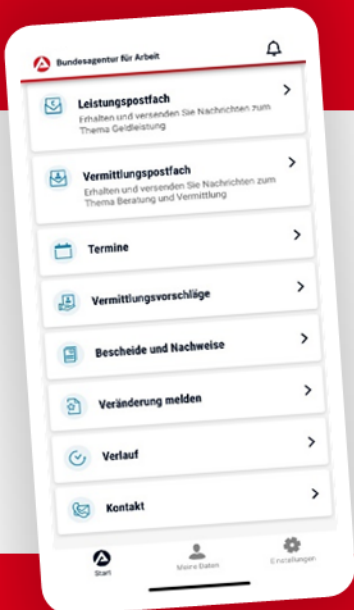 Bundesagentur für Arbeit
Leistungspostfach
Erhalten und versenden Sie Nachrichten zum
Thema Geldleistung
Vermittlungspostfach
Erhalten und versenden Sie Nachrichten zum
Thema Beratung und Vermittlung
Termine
Vermittlungsvorschläge
Bescheide und Nachweise
Veränderung melden
Verlauf
Kontakt
Start
Meine Daten
Einstellungen